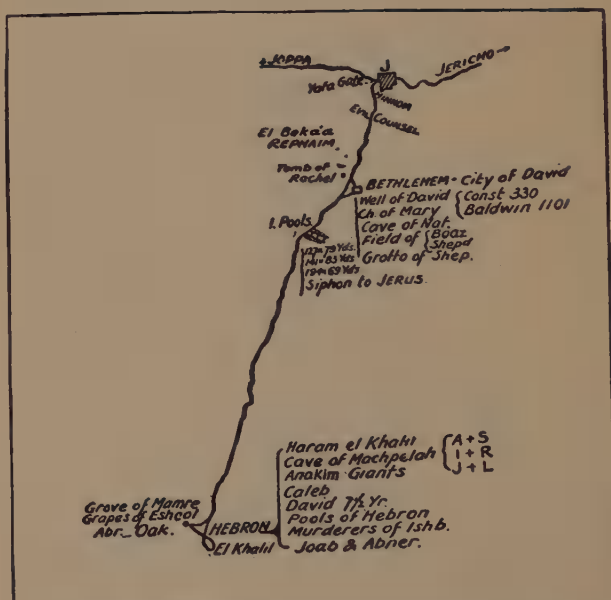 JOPPA
J
JERICHO
Yafa Gate
HINNOM
EVIL COUNSEL
El Beka'a
REPHAIM
Tomb of
Rachel
BETHLEHEM - City of David
Well of David { Const 330
Ch. of Mary { Baldwin 1101
Cave of Nat.
Field of { Boaz
Shepd
Grotto of Shep.
1. Pools
Siphon to JERUS.
Haram el Khalil { A+S
Cave of Machpelah { I+R
Anakim Giants { J+L
Caleb
David 7½ Yr.
Pools of Hebron
Murderers of Ishb.
Joab & Abner.
Grove of Mamre
Grapes of Eshcol
Abr. Oak.
HEBRON
El Khalil